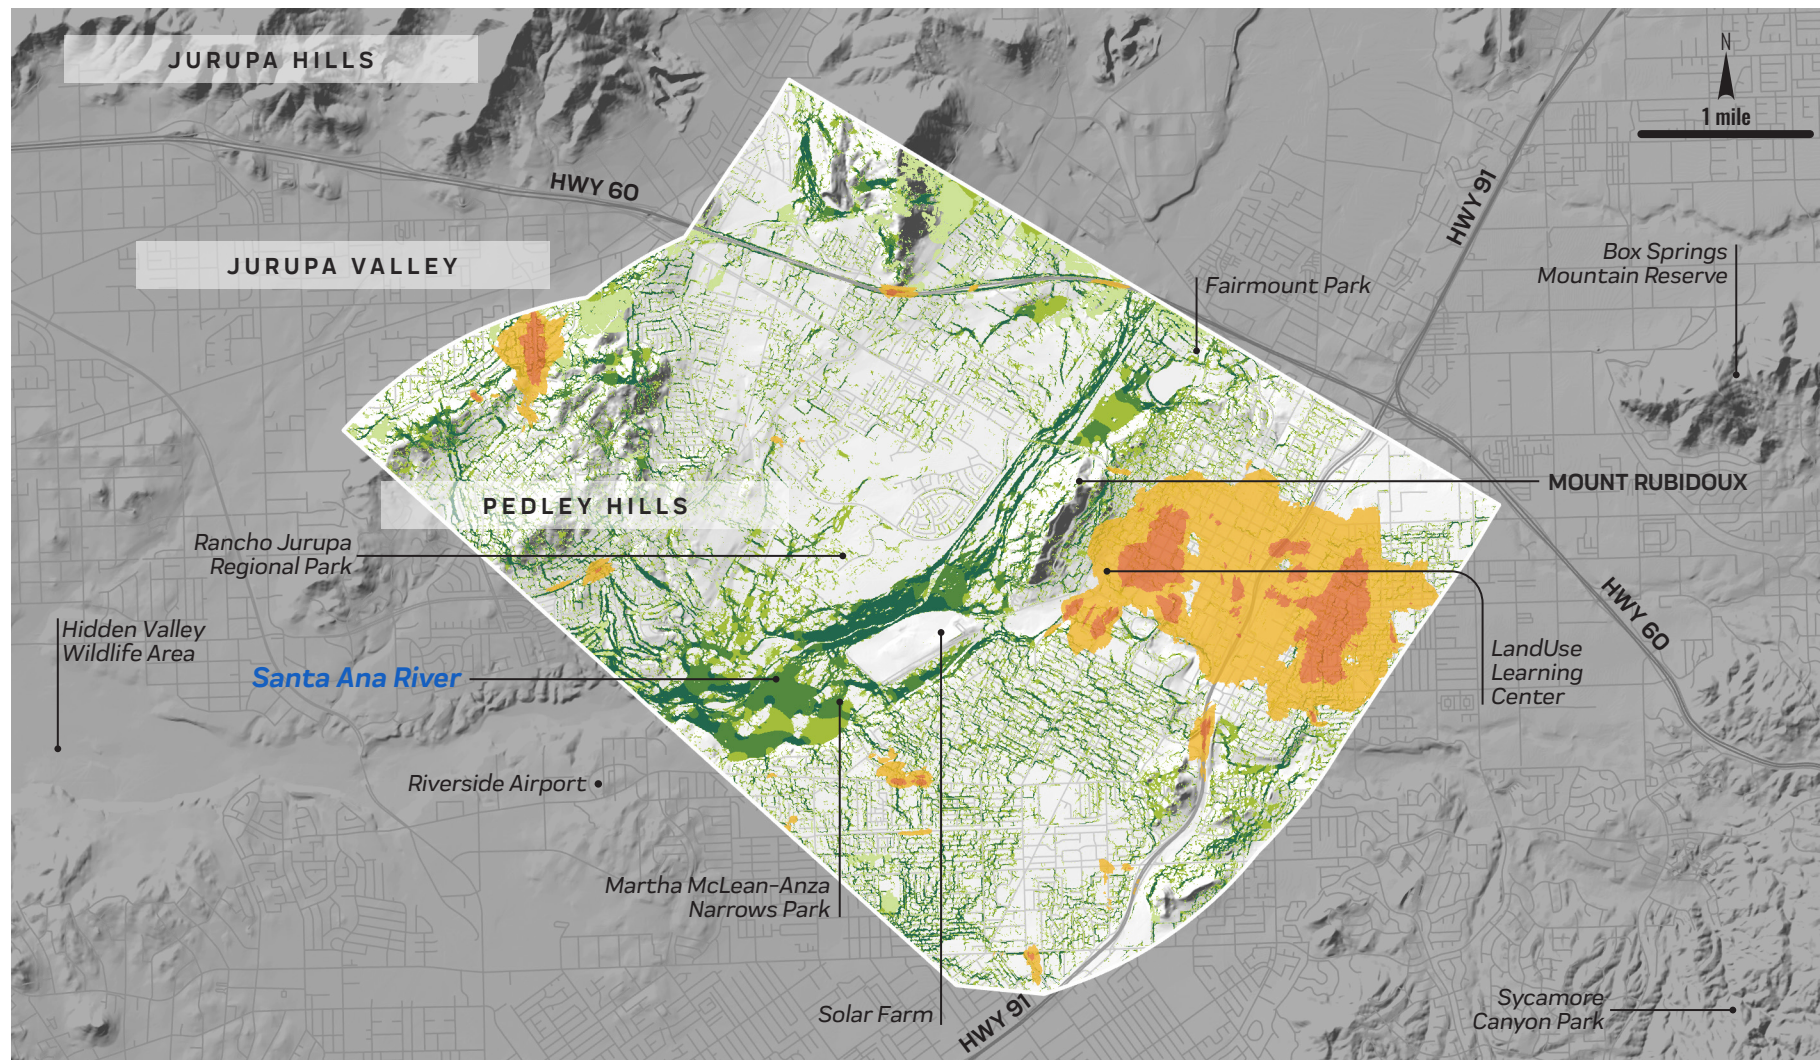 JURUPA HILLS
N
1 mile
HWY 60
HWY 91
JURUPA VALLEY
Box Springs
Mountain Reserve
Fairmount Park
PEDLEY HILLS
MOUNT RUBIDOUX
Rancho Jurupa
Regional Park
HWY 60
Hidden Valley
Wildlife Area
Santa Ana River
LandUse
Learning
Center
Riverside Airport
Martha McLean-Anza
Narrows Park
Solar Farm
HWY 91
Sycamore
Canyon Park